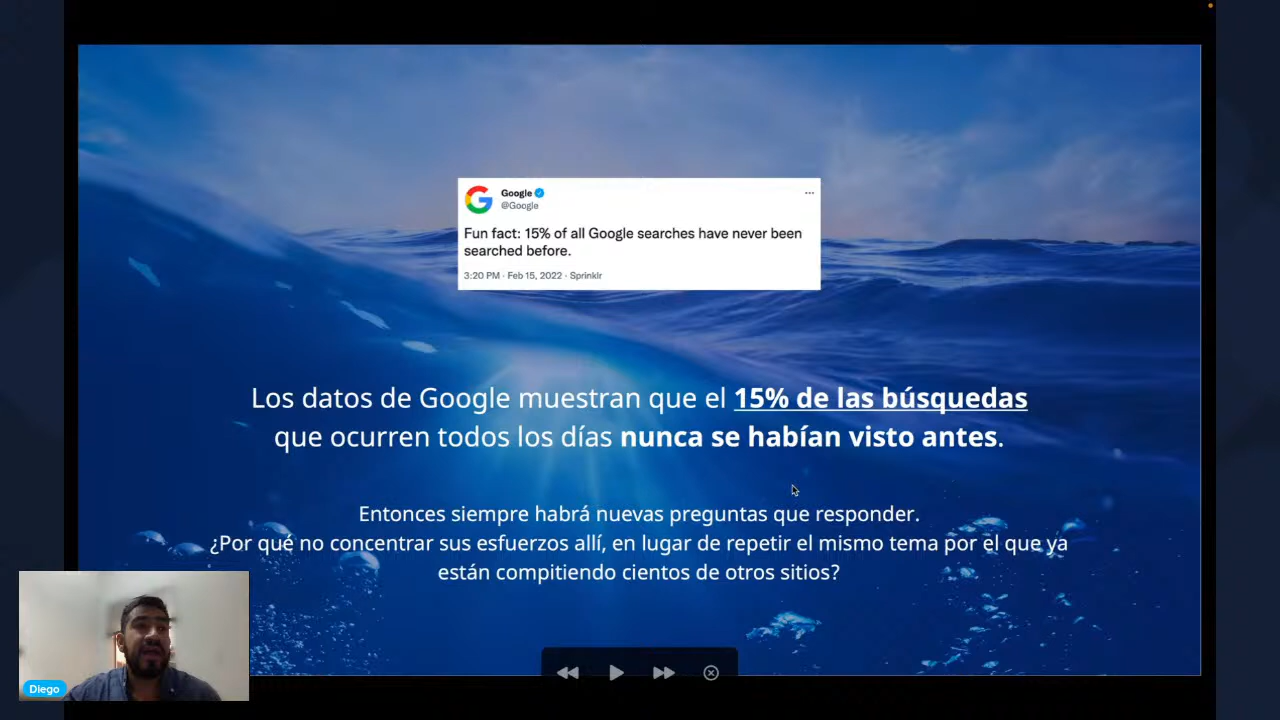 Google
@Google
Fun fact: 15% of all Google searches have never been
searched before.
3:20 PM · Feb 15, 2022 · Sprinklr
Los datos de Google muestran que el 15% de las búsquedas
que ocurren todos los días nunca se habían visto antes.
Entonces siempre habrá nuevas preguntas que responder.
¿Por qué no concentrar sus esfuerzos allí, en lugar de repetir el mismo tema por el que ya
están compitiendo cientos de otros sitios?
Diego